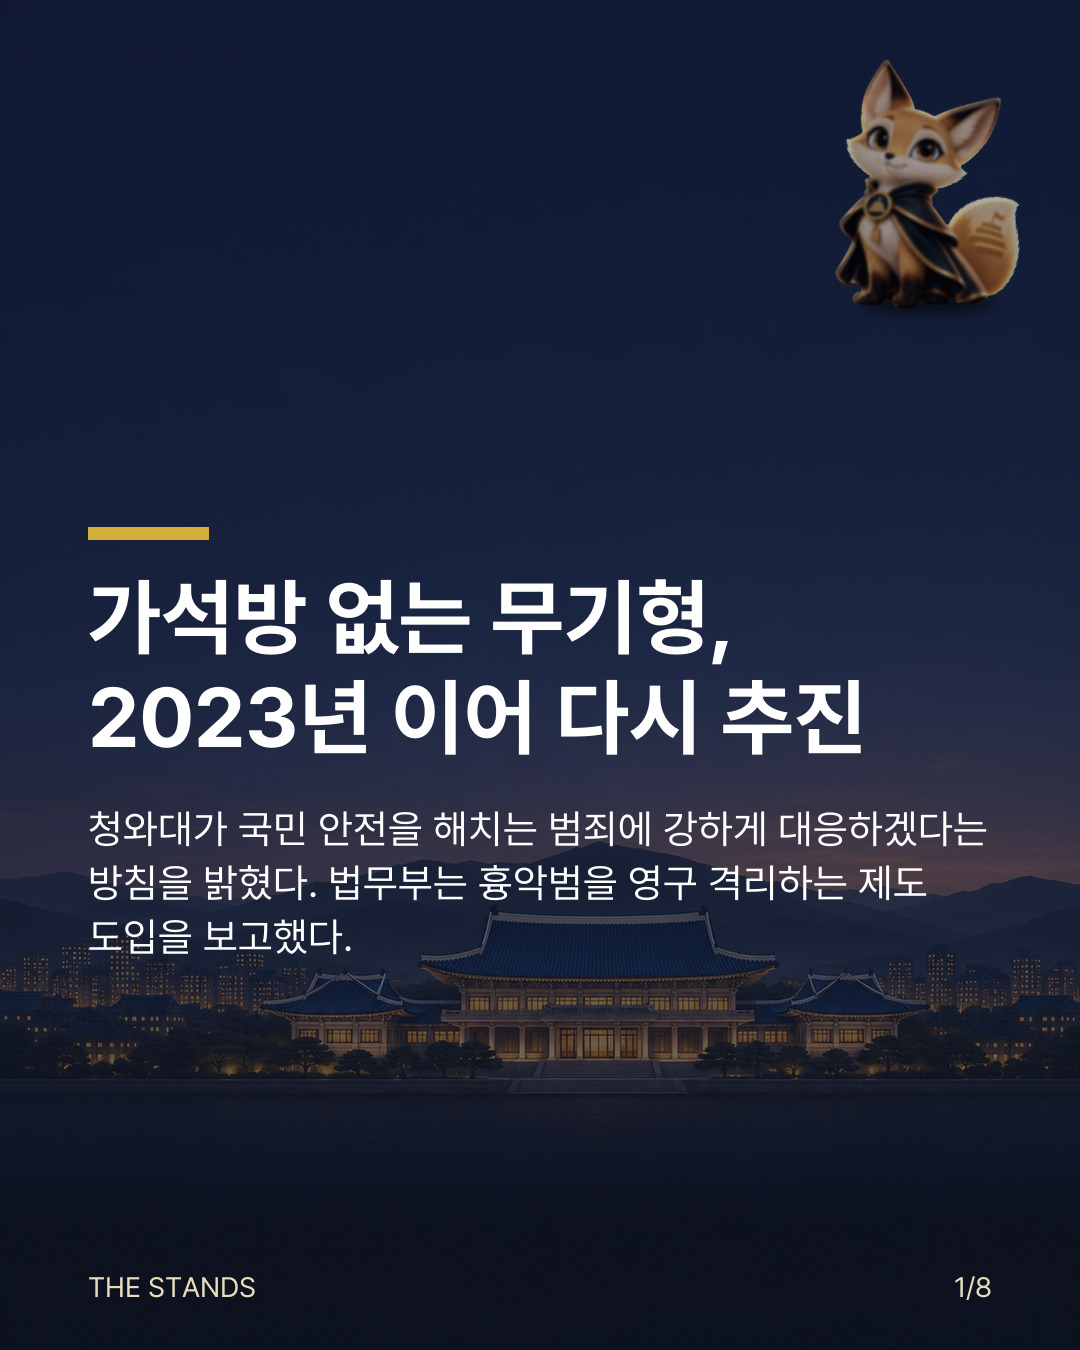 가석방 없는 무기형,
2023년 이어 다시 추진
청와대가 국민 안전을 해치는 범죄에 강하게 대응하겠다는
방침을 밝혔다. 법무부는 흉악범을 영구 격리하는 제도
도입을 보고했다.
THE STANDS
1/8